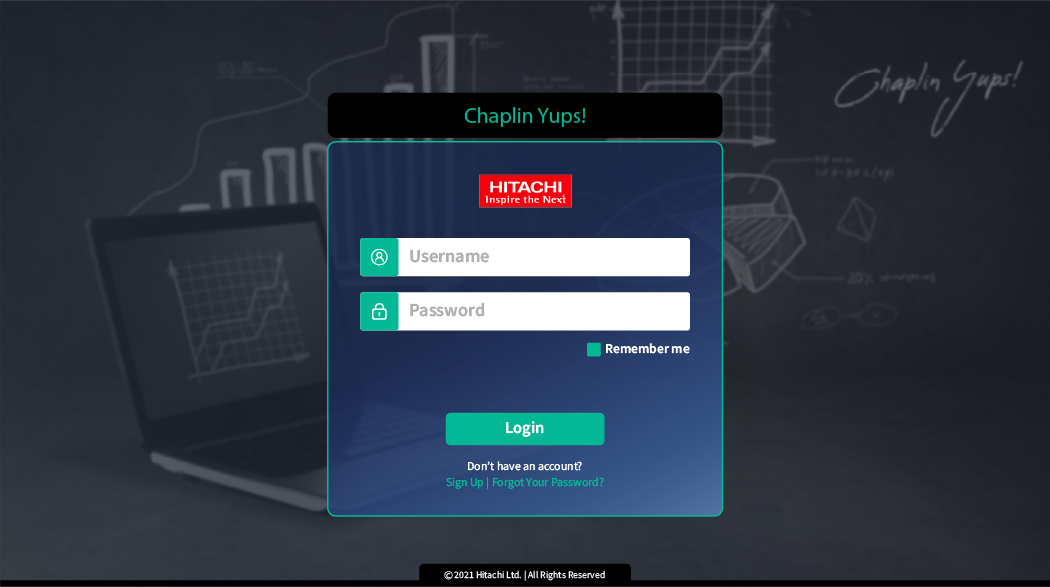 Chaplin Yups!
Chaplin Yups!
HITACHI
Inspire the Next
Username
Password
Remember me
Login
Don't have an account?
Sign Up | Forgot Your Password?
©2021 Hitachi Ltd. | All Rights Reserved